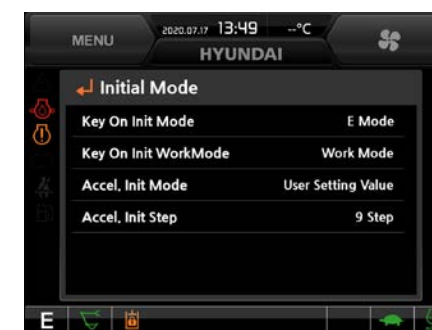 MENU 2020.07.17 13:49 --°C
HYUNDAI
Initial Mode
Key On Init Mode E Mode
Key On Init WorkMode Work Mode
Accel. Init Mode User Setting Value
Accel. Init Step 9 Step
E